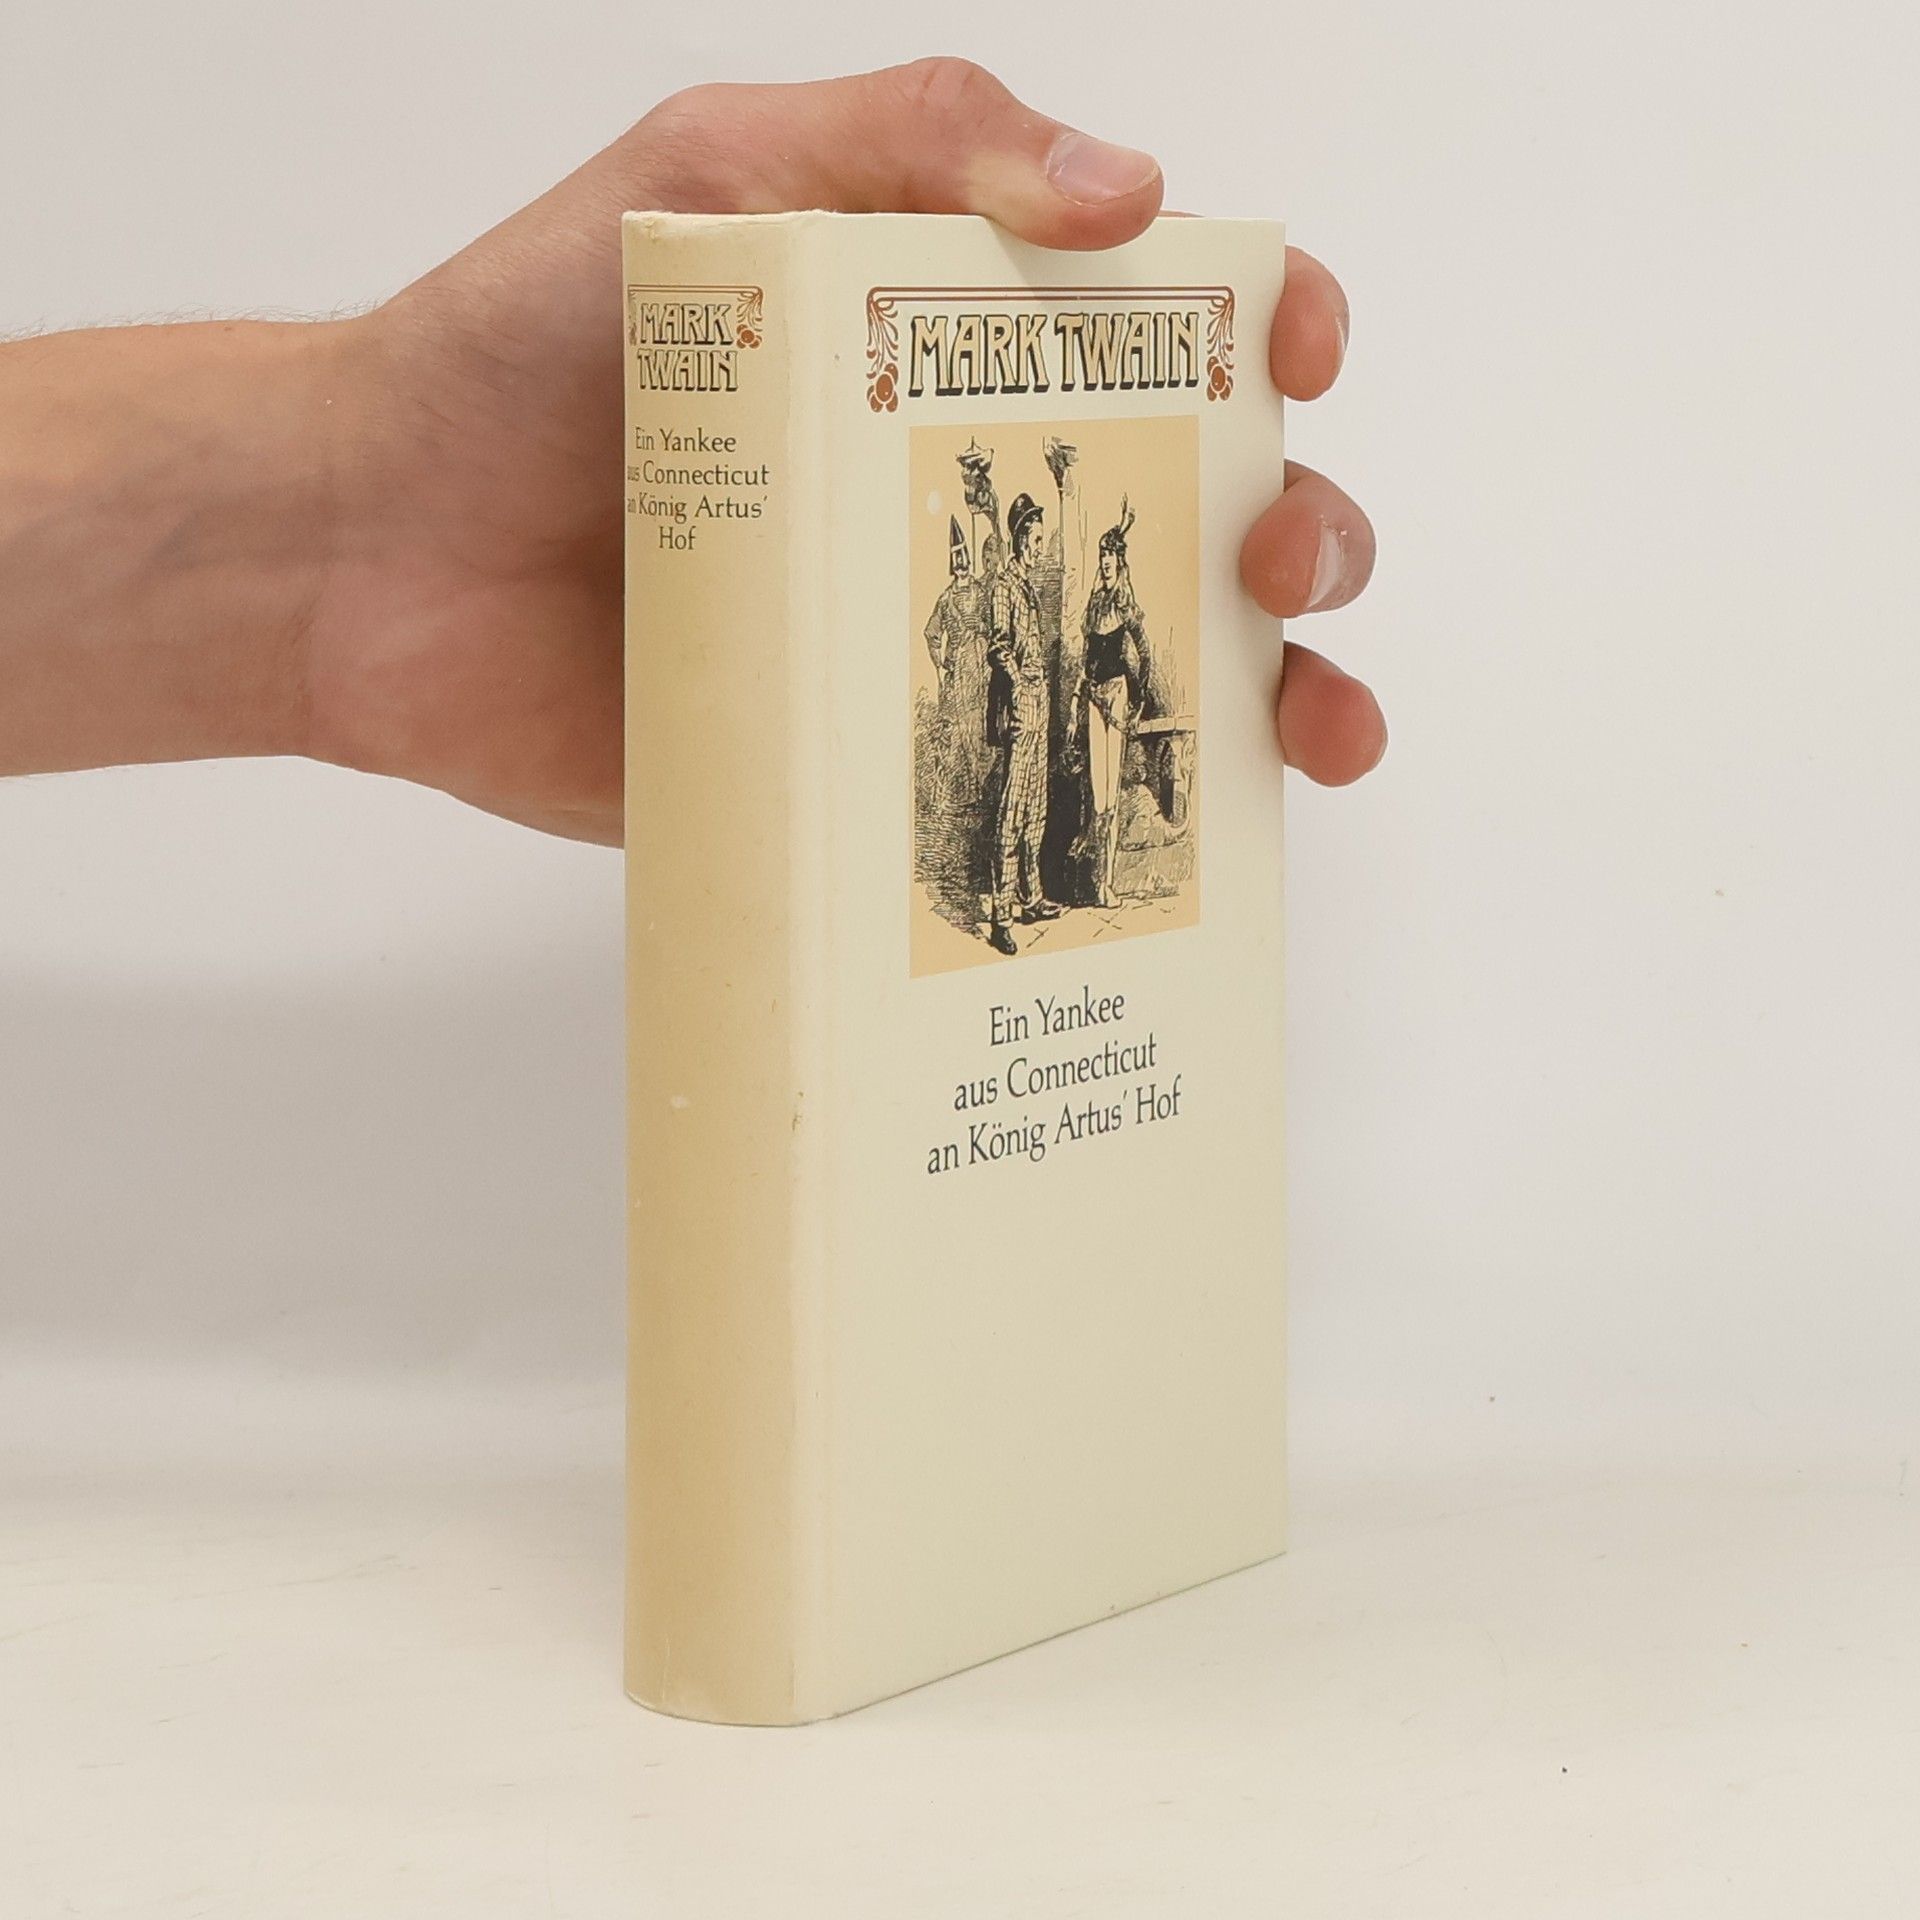 MARK
TWAIN
Ein Yankee
aus Connecticut
an König Artus'
Hof
MARK TWAIN
Ein Yankee
aus Connecticut
an König Artus' Hof